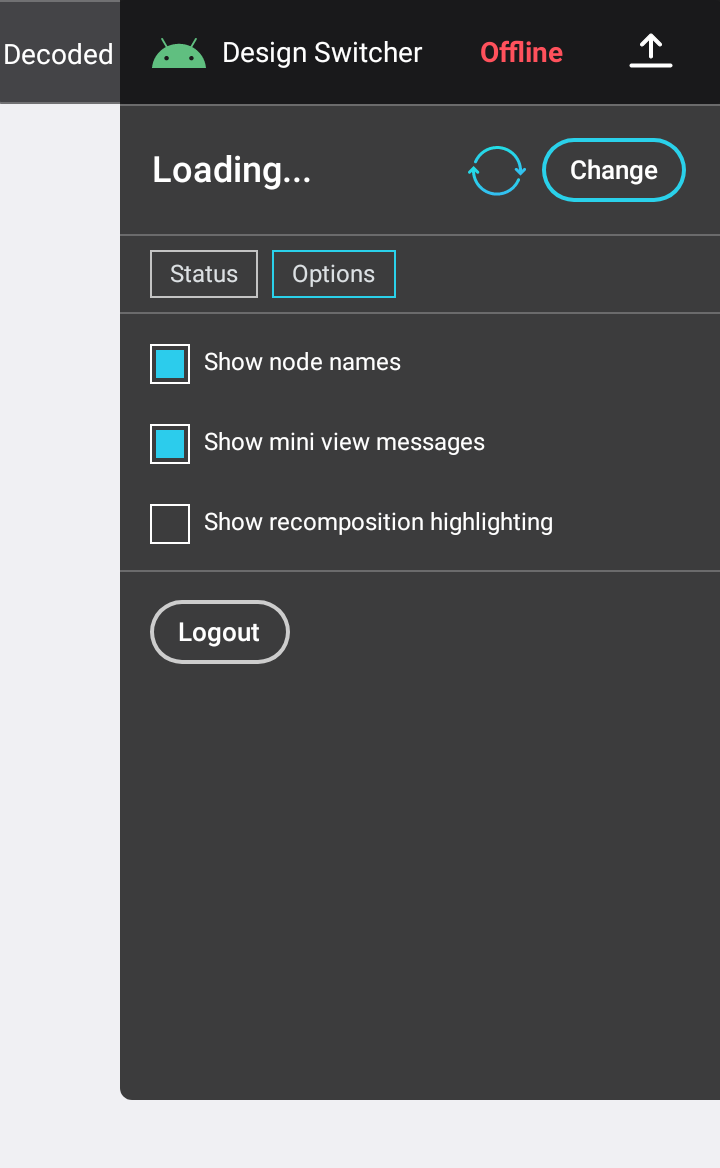 Decoded
Design Switcher
Offline
Loading...
Change
Status
Options
Show node names
Show mini view messages
Show recomposition highlighting
Logout